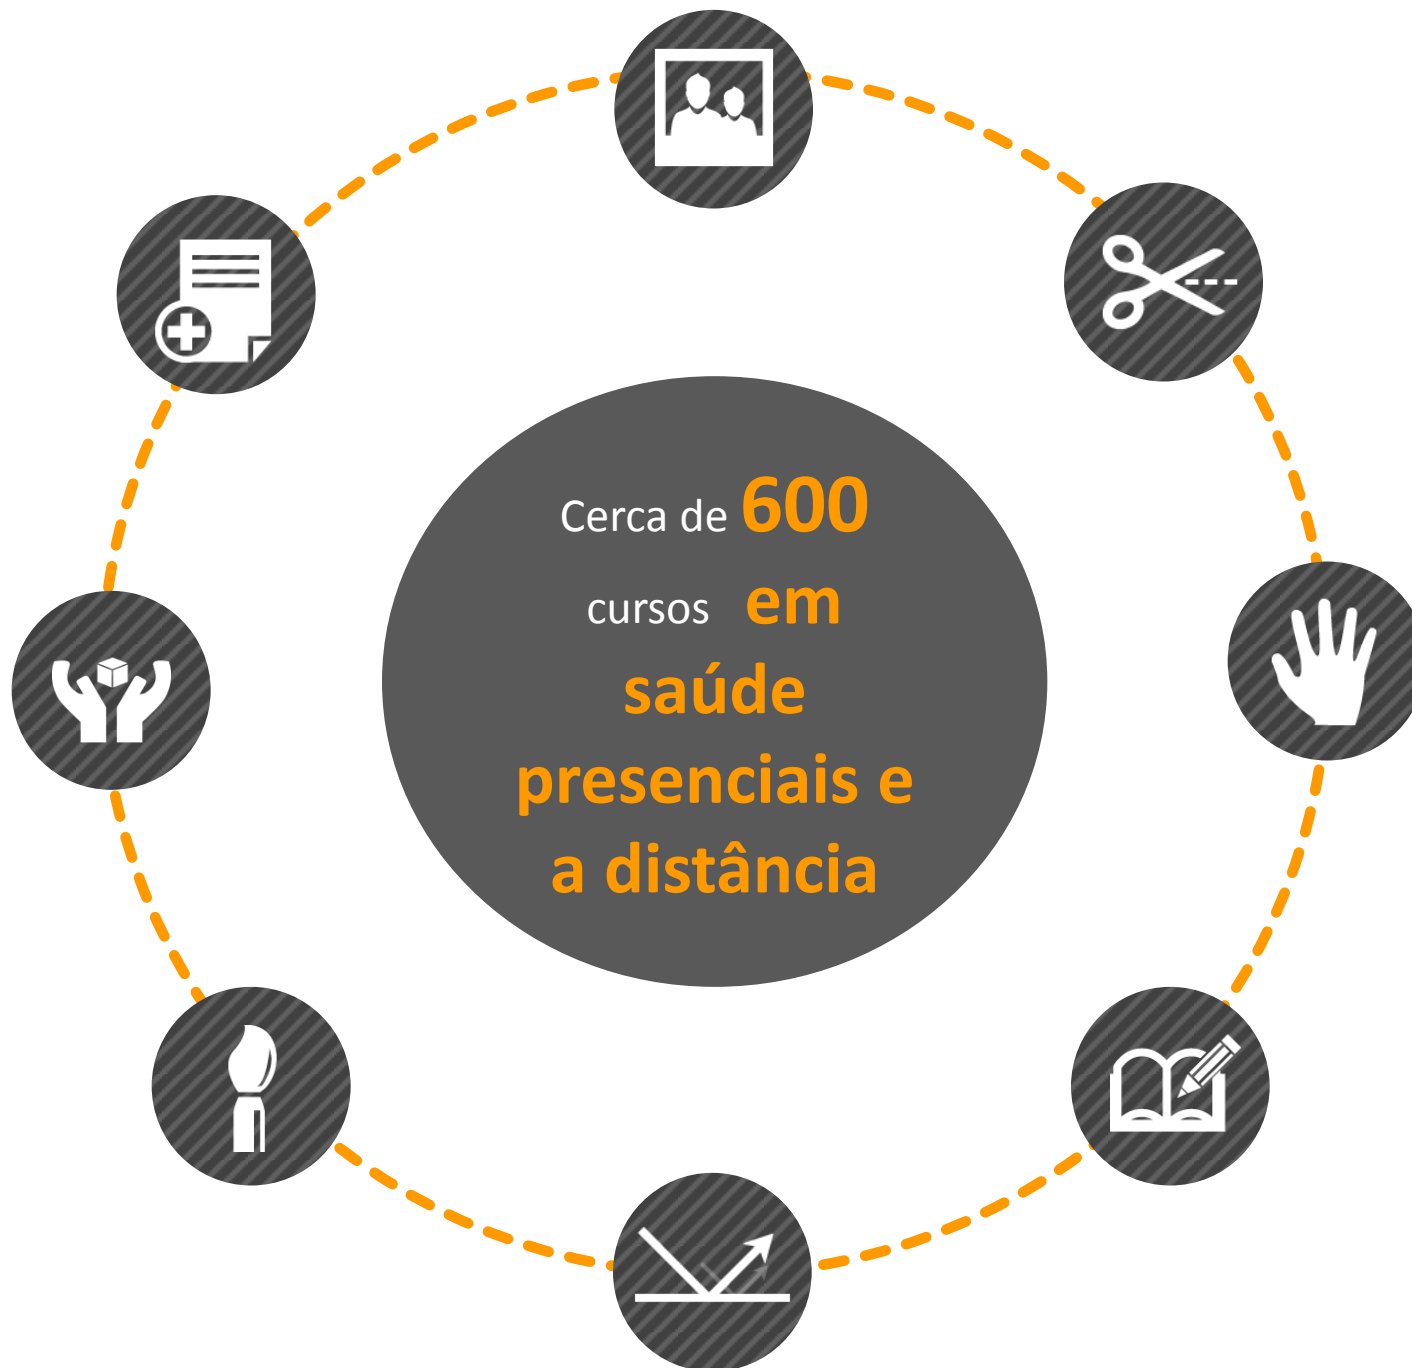 Cerca de 600
cursos em
saúde
presenciais e
a distância